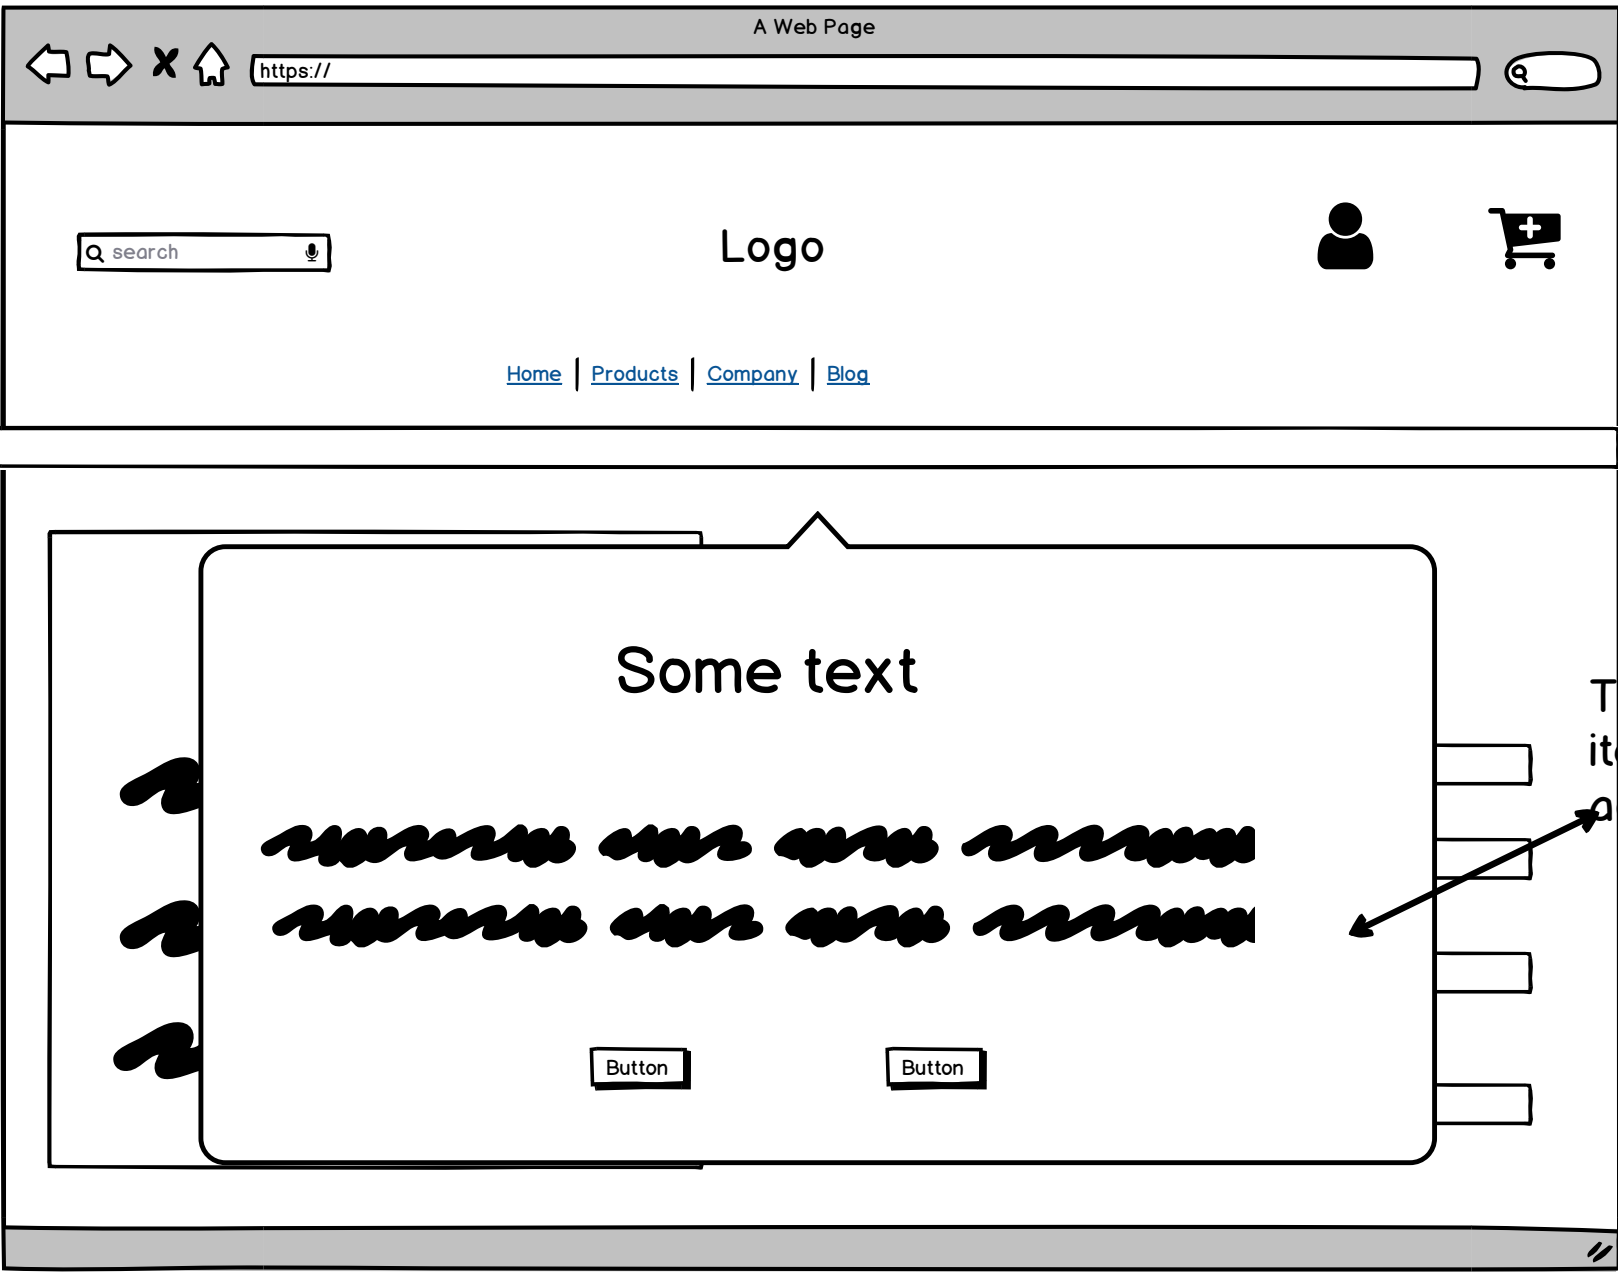 A Web Page
https://
search
Logo
Home
Products
Company
Blog
Some text
Button
Button